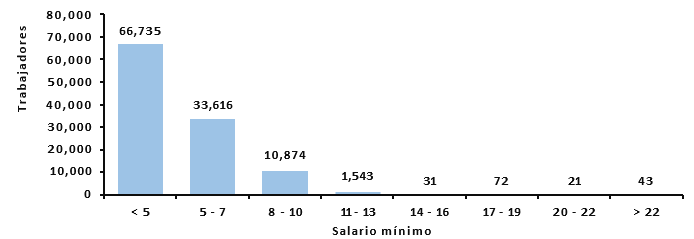 Trabajadores
80,000
70,000
60,000
50,000
40,000
30,000
20,000
10,000
0
66,735
33,616
10,874
1,543
31
72
21
43
< 5
5 - 7
8 - 10
11 - 13
14 - 16
17 - 19
20 - 22
> 22
Salario mínimo